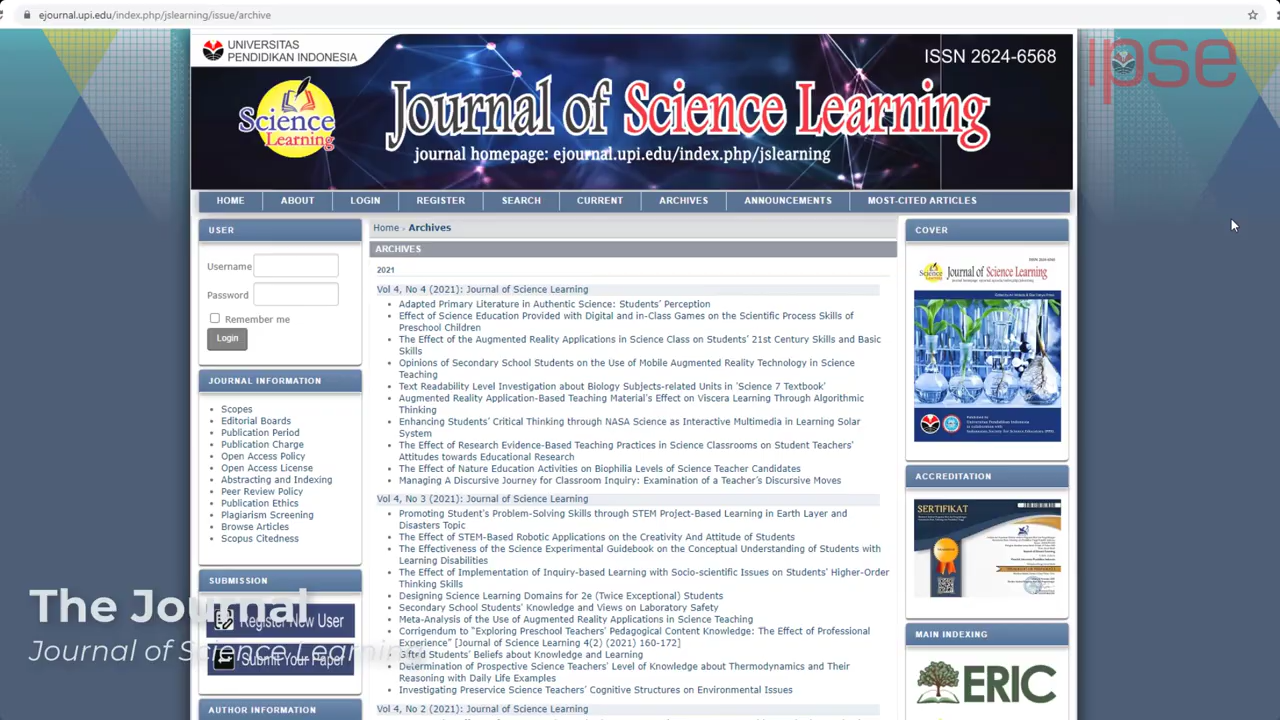 ejournal.upi.edu/index.php/jslearning/issue/archive
UNIVERSITAS
PENDIDIKAN INDONESIA
ISSN 2624-6568
ipse
Science
Learning
Journal of Science Learning
journal homepage: ejournal.upi.edu/index.php/jslearning
HOME ABOUT LOGIN REGISTER SEARCH CURRENT ARCHIVES ANNOUNCEMENTS MOST-CITED ARTICLES
USER
Username
Password
Remember me
Login
JOURNAL INFORMATION
Scopes
Editorial Boards
Publication Period
Publication Charge
Open Access Policy
Open Access License
Abstracting and Indexing
Peer Review Policy
Publication Ethics
Plagiarism Screening
Browse Articles
Scopus Citedness
SUBMISSION
Register New User
Submit Your Paper
The Journal
Journal of Science Learning
AUTHOR INFORMATION
Home › Archives
ARCHIVES
2021
Vol 4, No 4 (2021): Journal of Science Learning
Adapted Primary Literature in Authentic Science: Students' Perception
Effect of Science Education Provided with Digital and in-Class Games on the Scientific Process Skills of
Preschool Children
The Effect of the Augmented Reality Applications in Science Class on Students' 21st Century Skills and Basic
Skills
Opinions of Secondary School Students on the Use of Mobile Augmented Reality Technology in Science
Teaching
Text Readability Level Investigation about Biology Subjects-related Units in 'Science 7 Textbook'
Augmented Reality Application-Based Teaching Material's Effect on Viscera Learning Through Algorithmic
Thinking
Enhancing Students' Critical Thinking through NASA Science as Interactive Multimedia in Learning Solar
System
The Effect of Research Evidence-Based Teaching Practices in Science Classrooms on Student Teachers'
Attitudes towards Educational Research
The Effect of Nature Education Activities on Biophilia Levels of Science Teacher Candidates
Managing A Discursive Journey for Classroom Inquiry: Examination of a Teacher's Discursive Moves
Vol 4, No 3 (2021): Journal of Science Learning
Promoting Student's Problem-Solving Skills through STEM Project-Based Learning in Earth Layer and
Disasters Topic
The Effect of STEM-Based Robotic Applications on the Creativity And Attitude of Students
The Effectiveness of the Science Experimental Guidebook on the Conceptual Understanding of Students with
Learning Disabilities
The Effect of Implementation of Inquiry-based Learning with Socio-scientific Issues on Students' Higher-Order
Thinking Skills
Designing Science Learning Domains for 2e (Twice Exceptional) Students
Secondary School Students' Knowledge and Views on Laboratory Safety
Meta-Analysis of the Use of Augmented Reality Applications in Science Teaching
Corrigendum to "Exploring Preschool Teachers' Pedagogical Content Knowledge: The Effect of Professional
Experience" [Journal of Science Learning 4(2) (2021) 160-172]
Gifted Students' Beliefs about Knowledge and Learning
Determination of Prospective Science Teachers' Level of Knowledge about Thermodynamics and Their
Reasoning with Daily Life Examples
Investigating Preservice Science Teachers' Cognitive Structures on Environmental Issues
Vol 4, No 2 (2021): Journal of Science Learning
COVER
Journal of Science Learning
ACCREDITATION
SERTIFIKAT
MAIN INDEXING
ERIC